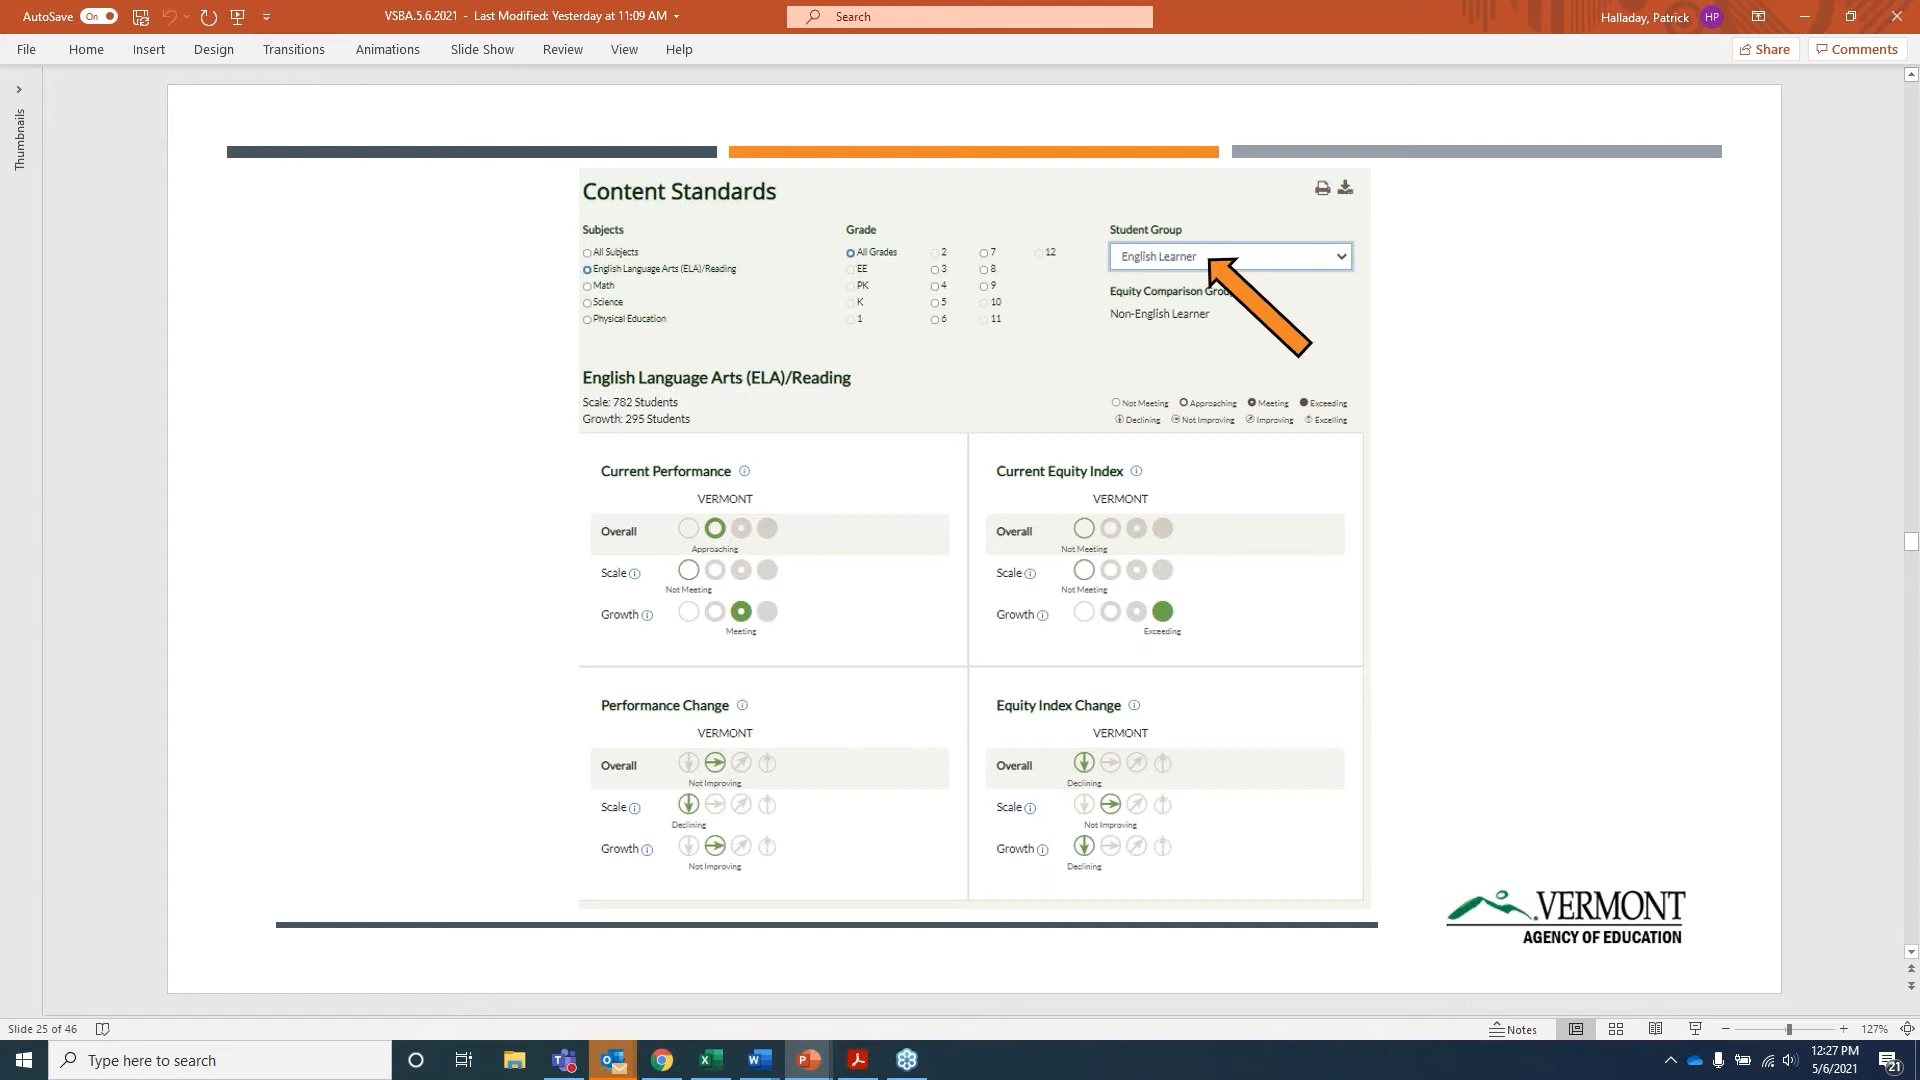 AutoSave On VSBA.5.6.2021 - Last Modified: Yesterday at 11:09 AM Search Halladay, Patrick HP
File Home Insert Design Transitions Animations Slide Show Review View Help Share Comments
Thumbnails
Content Standards
Subjects Grade Student Group
All Subjects All Grades 2 7 12
English Learner
English Language Arts (ELA)/Reading EE 3 8
Math PK 4 9
Equity Comparison Grou
Science K 5 10
Non-English Learner
Physical Education 1 6 11
English Language Arts (ELA)/Reading
Scale: 782 Students
Not Meeting Approaching Meeting Exceeding
Growth: 295 Students
Declining Not Improving Improving Excelling
Current Performance Current Equity Index
VERMONT VERMONT
Overall Overall
Approaching Not Meeting
Scale Scale
Not Meeting Not Meeting
Growth Growth
Meeting Exceeding
Performance Change Equity Index Change
VERMONT VERMONT
Overall Overall
Not Improving Declining
Scale Scale
Declining Not Improving
Growth Growth
Not Improving Declining
VERMONT
AGENCY OF EDUCATION
Slide 25 of 46 Notes 127%
Type here to search 12:27 PM
5/6/2021 21